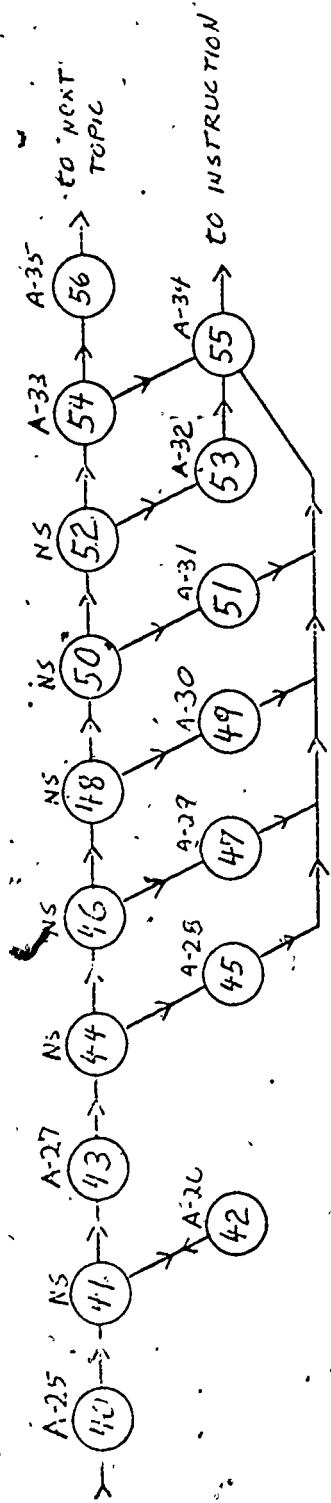 A-25
40
NS
41
A-26
42
A-27
43
NS
44
A-28
45
NS
46
A-29
47
NS
48
A-30
49
NS
50
A-31
51
NS
52
A-32
53
A-33
54
A-34
55
A-35
56
to NEXT
TOPIC
to INSTRUCTION